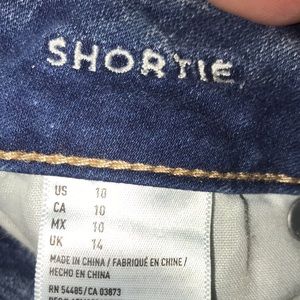 SHORTIE
US 10
CA 10
MX 10
UK 14
MADE IN CHINA / FABRIQUÉ EN CHINE /
HECHO EN CHINA
RN 54485/CA 03873